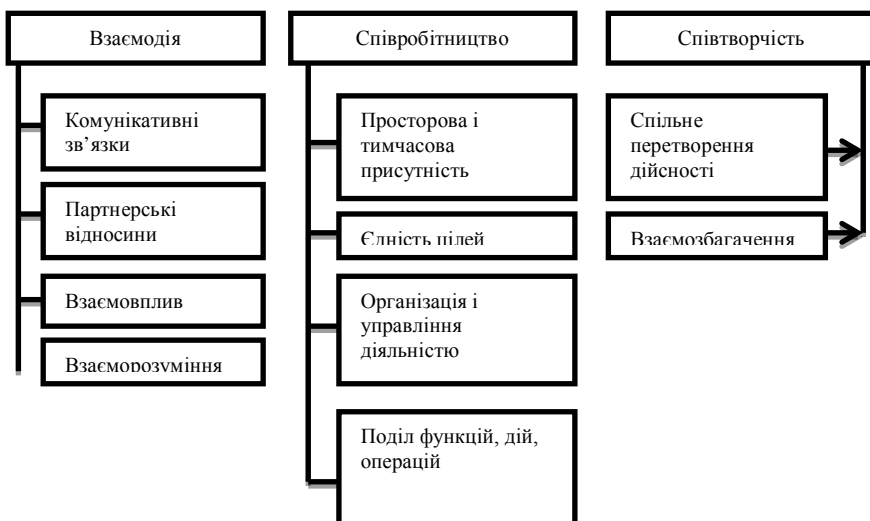 Взаємодія
Комунікативні
зв’язки
Партнерські
відносини
Взаємовплив
Взаєморозуміння
Співробітництво
Просторова і
тимчасова
присутність
Єдність цілей
Організація і
управління
діяльністю
Поділ функцій, дій,
операцій
Співтворчість
Спільне
перетворення
дійсності
Взаємозбагачення